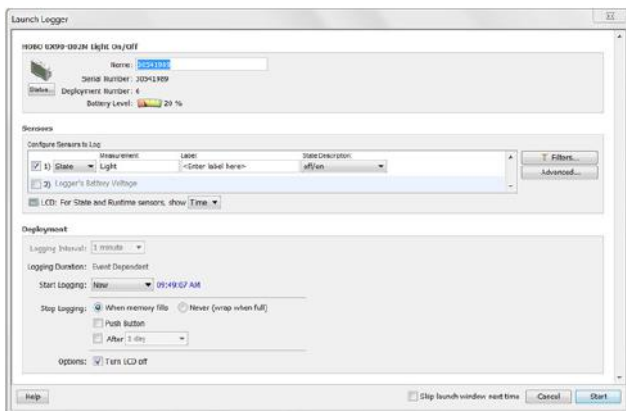 Launch Logger
HOBO UX90-002M Light On/Off
Name: 30541989
Serial Number: 30541989
Status... Deployment Number: 6
Battery Level: 20 %
Sensors
Configure Sensors to Log
Measurement Label: State Description:
1) State Light <Enter label here> off/on
Filters...
2) Logger's Battery Voltage
Advanced...
LCD: For State and Runtime sensors, show Time
Deployment
Logging Interval: 1 minute
Logging Duration: Event Dependent
Start Logging: Now 09:49:07 AM
Stop Logging: When memory fills Never (wrap when full)
Push Button
After 1 day
Options: Turn LCD off
Help Skip launch window next time Cancel Start